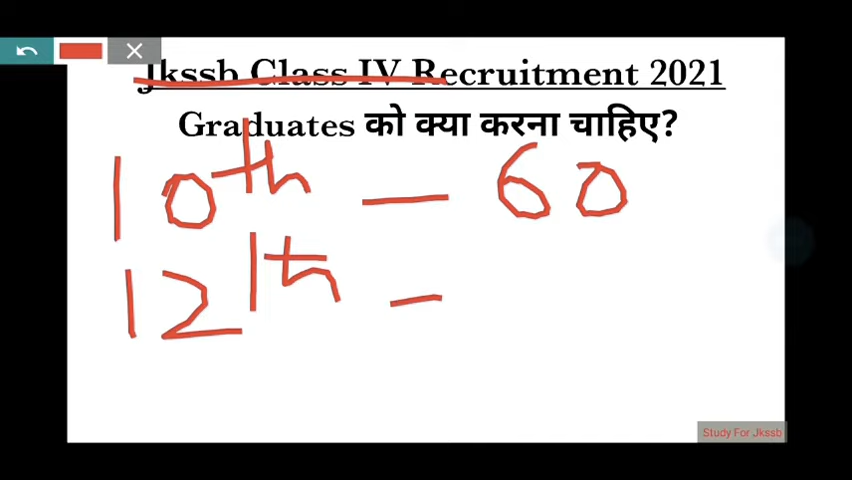 Jkssb Class IV Recruitment 2021
Graduates को क्या करना चाहिए?
10th — 60
12th –
Study For Jkssb